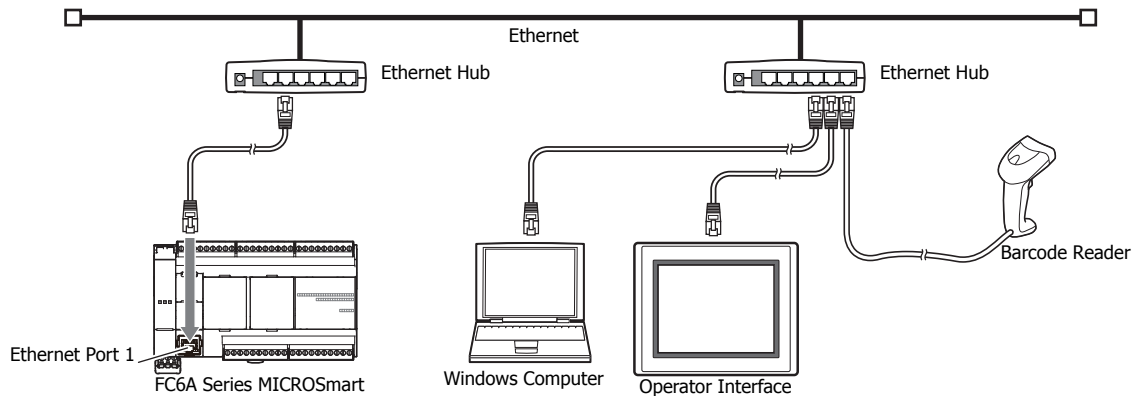 Ethernet
Ethernet Hub
Ethernet Hub
Barcode Reader
Ethernet Port 1
FC6A Series MICROSmart
Windows Computer
Operator Interface